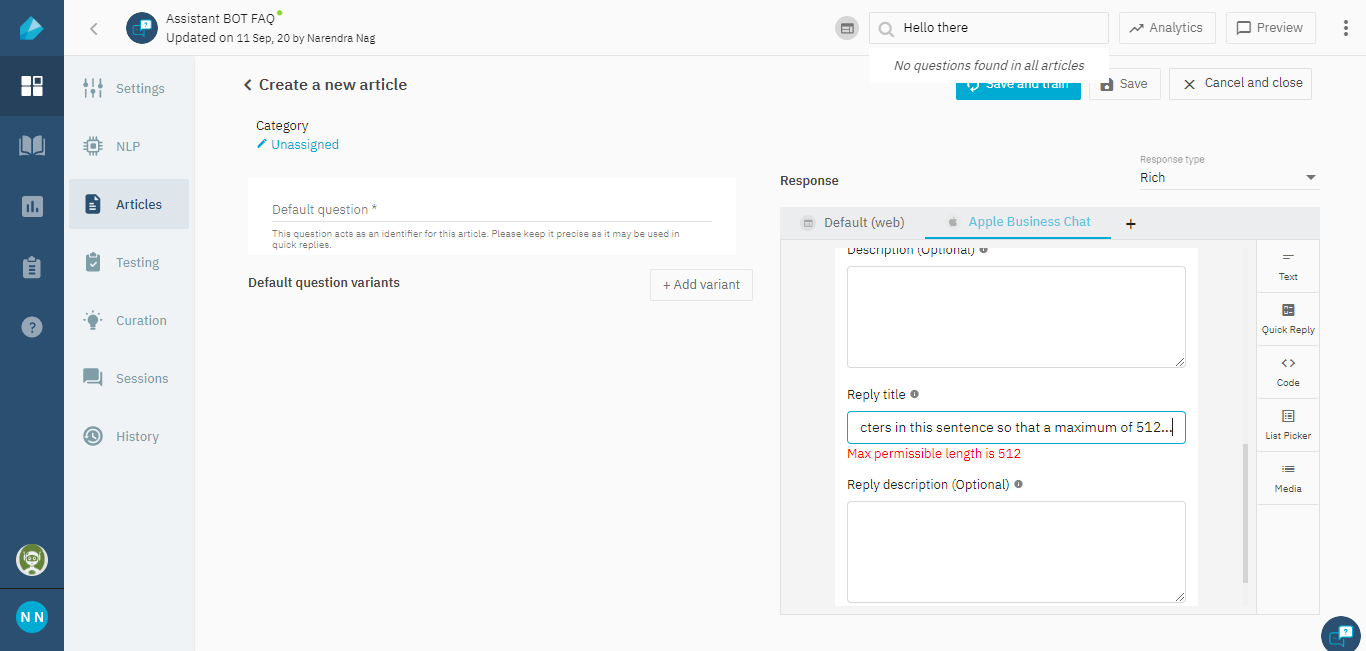 Assistant BOT FAQ
Updated on 11 Sep, 20 by Narendra Nag
Hello there
Analytics
Preview
No questions found in all articles
Settings
NLP
Articles
Testing
Curation
Sessions
History
N N
Create a new article
Save and train
Save
Cancel and close
Category
Unassigned
Default question *
This question acts as an identifier for this article. Please keep it precise as it may be used in
quick replies.
Default question variants
+ Add variant
Response
Response type
Rich
Default (web)
Apple Business Chat
+
Description (Optional)
Reply title
cters in this sentence so that a maximum of 512...
Max permissible length is 512
Reply description (Optional)
Text
Quick Reply
Code
List Picker
Media